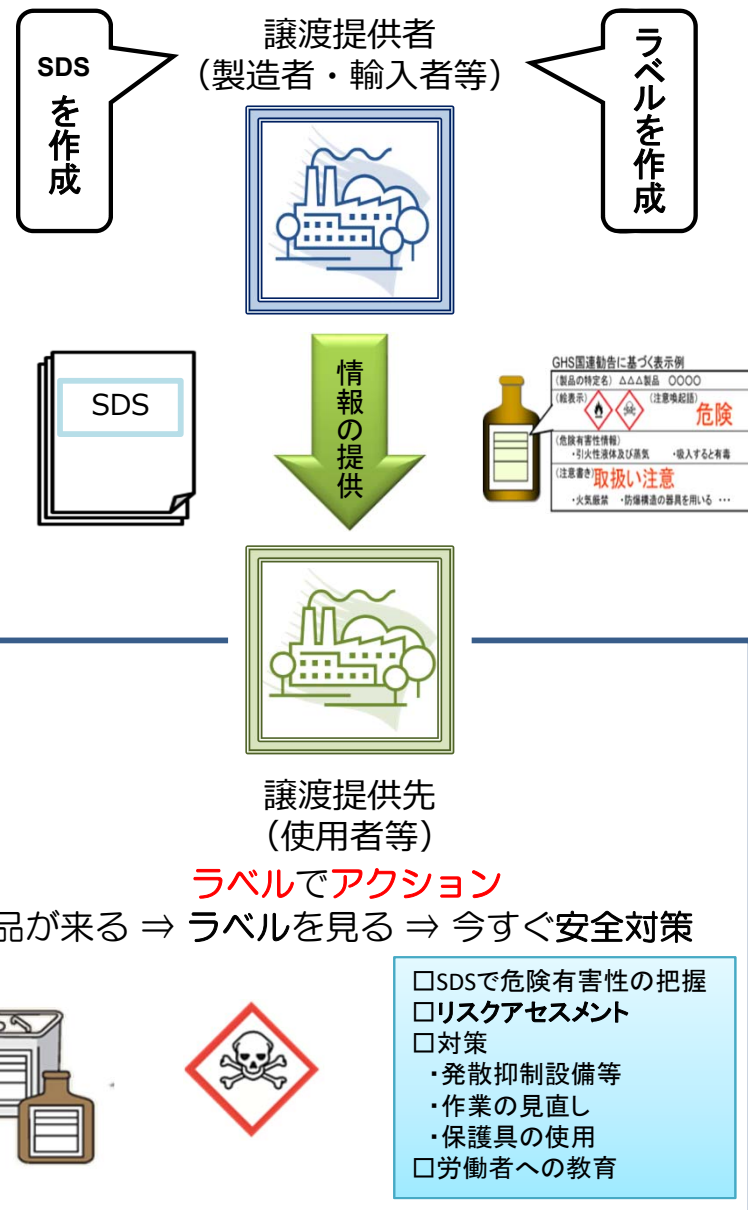 SDS
を作成
譲渡提供者
（製造者・輸入者等）
ラベルを作成
情報の提供
SDS
GHS国連勧告に基づく表示例
（製品の特定名） △△△製品 ○○○○
（絵表示）
（注意喚起語）
危険
（危険有害性情報）
・引火性液体及び蒸気 ・吸入すると有毒
（注意書き）取扱い注意
・火気厳禁 ・防爆構造の器具を用いる …
譲渡提供先
（使用者等）
ラベルでアクション
品が来る ⇒ ラベルを見る ⇒ 今すぐ安全対策
□SDSで危険有害性の把握
□リスクアセスメント
□対策
・発散抑制設備等
・作業の見直し
・保護具の使用
□労働者への教育